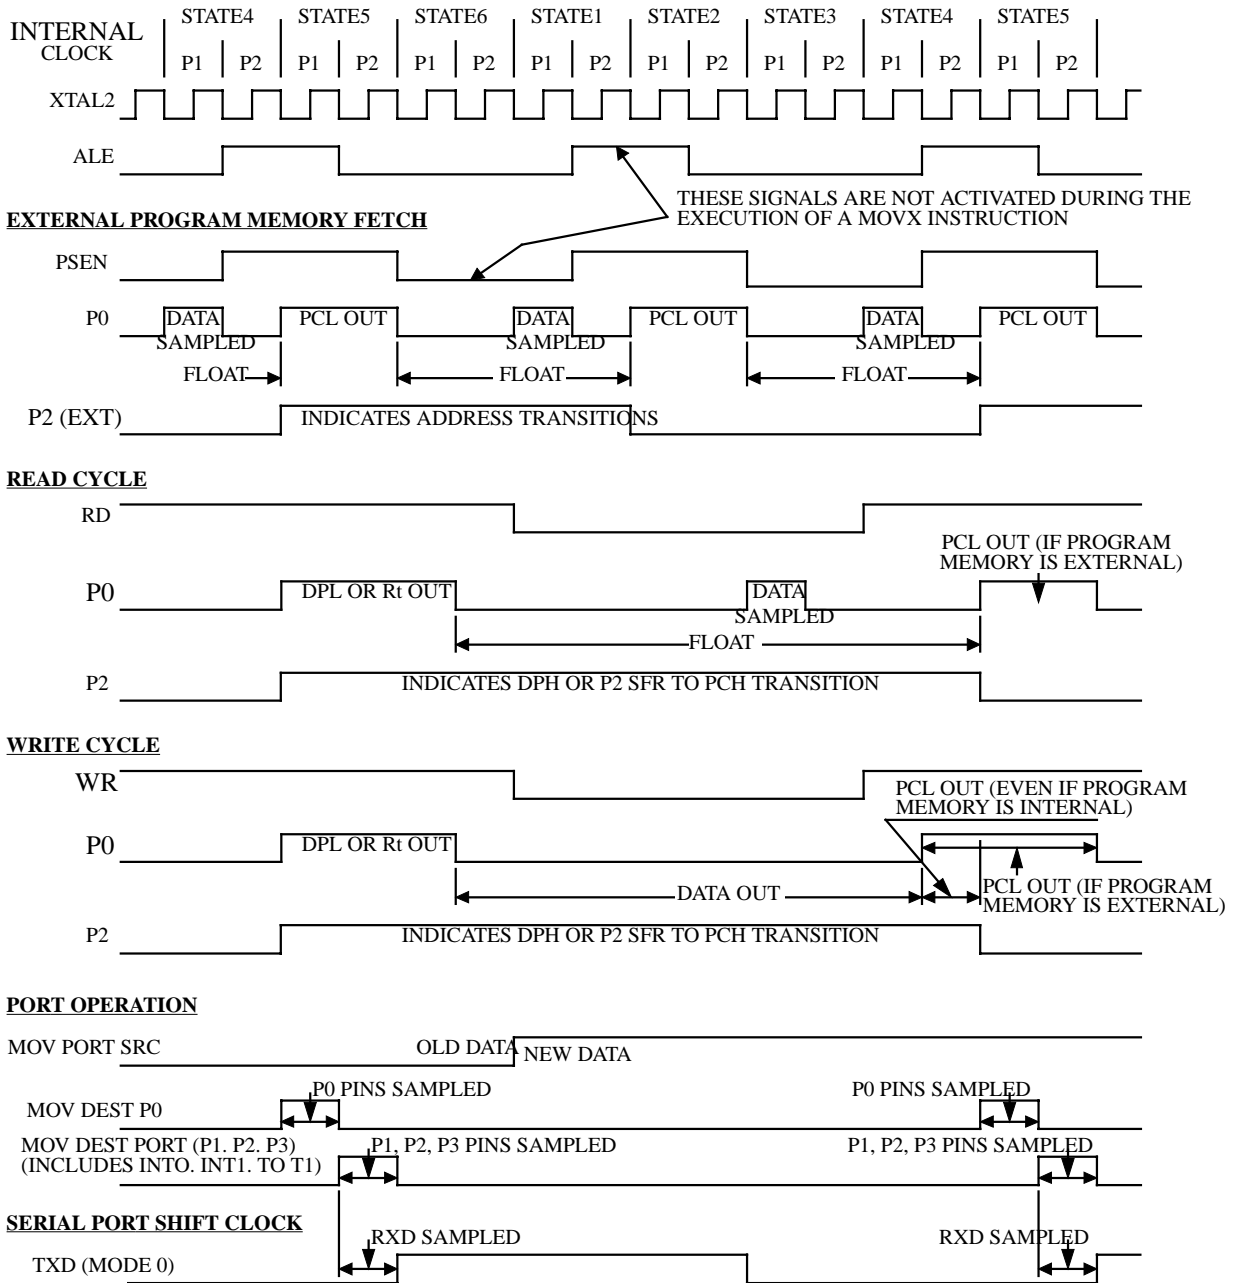 INTERNAL CLOCK
STATE4 STATE5 STATE6 STATE1 STATE2 STATE3 STATE4 STATE5
P1 P2 P1 P2 P1 P2 P1 P2 P1 P2 P1 P2 P1 P2 P1 P2
XTAL2
ALE
THESE SIGNALS ARE NOT ACTIVATED DURING THE
EXECUTION OF A MOVX INSTRUCTION
EXTERNAL PROGRAM MEMORY FETCH
PSEN
P0 DATA PCL OUT DATA PCL OUT DATA PCL OUT
SAMPLED SAMPLED SAMPLED
FLOAT FLOAT FLOAT
P2 (EXT) INDICATES ADDRESS TRANSITIONS
READ CYCLE
RD
PCL OUT (IF PROGRAM
MEMORY IS EXTERNAL)
P0 DPL OR Rt OUT DATA
SAMPLED
FLOAT
P2 INDICATES DPH OR P2 SFR TO PCH TRANSITION
WRITE CYCLE
WR
PCL OUT (EVEN IF PROGRAM
MEMORY IS INTERNAL)
P0 DPL OR Rt OUT
DATA OUT
PCL OUT (IF PROGRAM
MEMORY IS EXTERNAL)
P2 INDICATES DPH OR P2 SFR TO PCH TRANSITION
PORT OPERATION
MOV PORT SRC OLD DATA NEW DATA
P0 PINS SAMPLED P0 PINS SAMPLED
MOV DEST P0
MOV DEST PORT (P1. P2. P3) P1, P2, P3 PINS SAMPLED P1, P2, P3 PINS SAMPLED
(INCLUDES INTO. INT1. TO T1)
SERIAL PORT SHIFT CLOCK
RXD SAMPLED RXD SAMPLED
TXD (MODE 0)